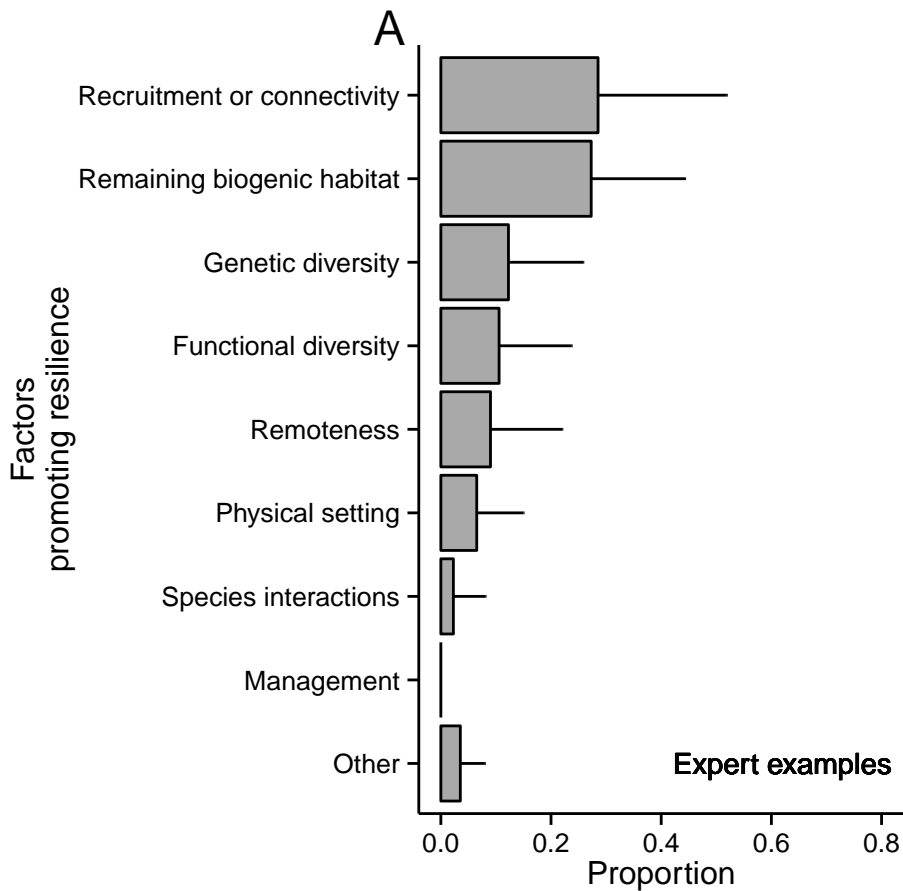 A
Recruitment or connectivity
Remaining biogenic habitat
Genetic diversity
Functional diversity
Remoteness
Physical setting
Species interactions
Management
Other
Factors
promoting resilience
Expert examples
0.0 0.2 0.4 0.6 0.8
Proportion